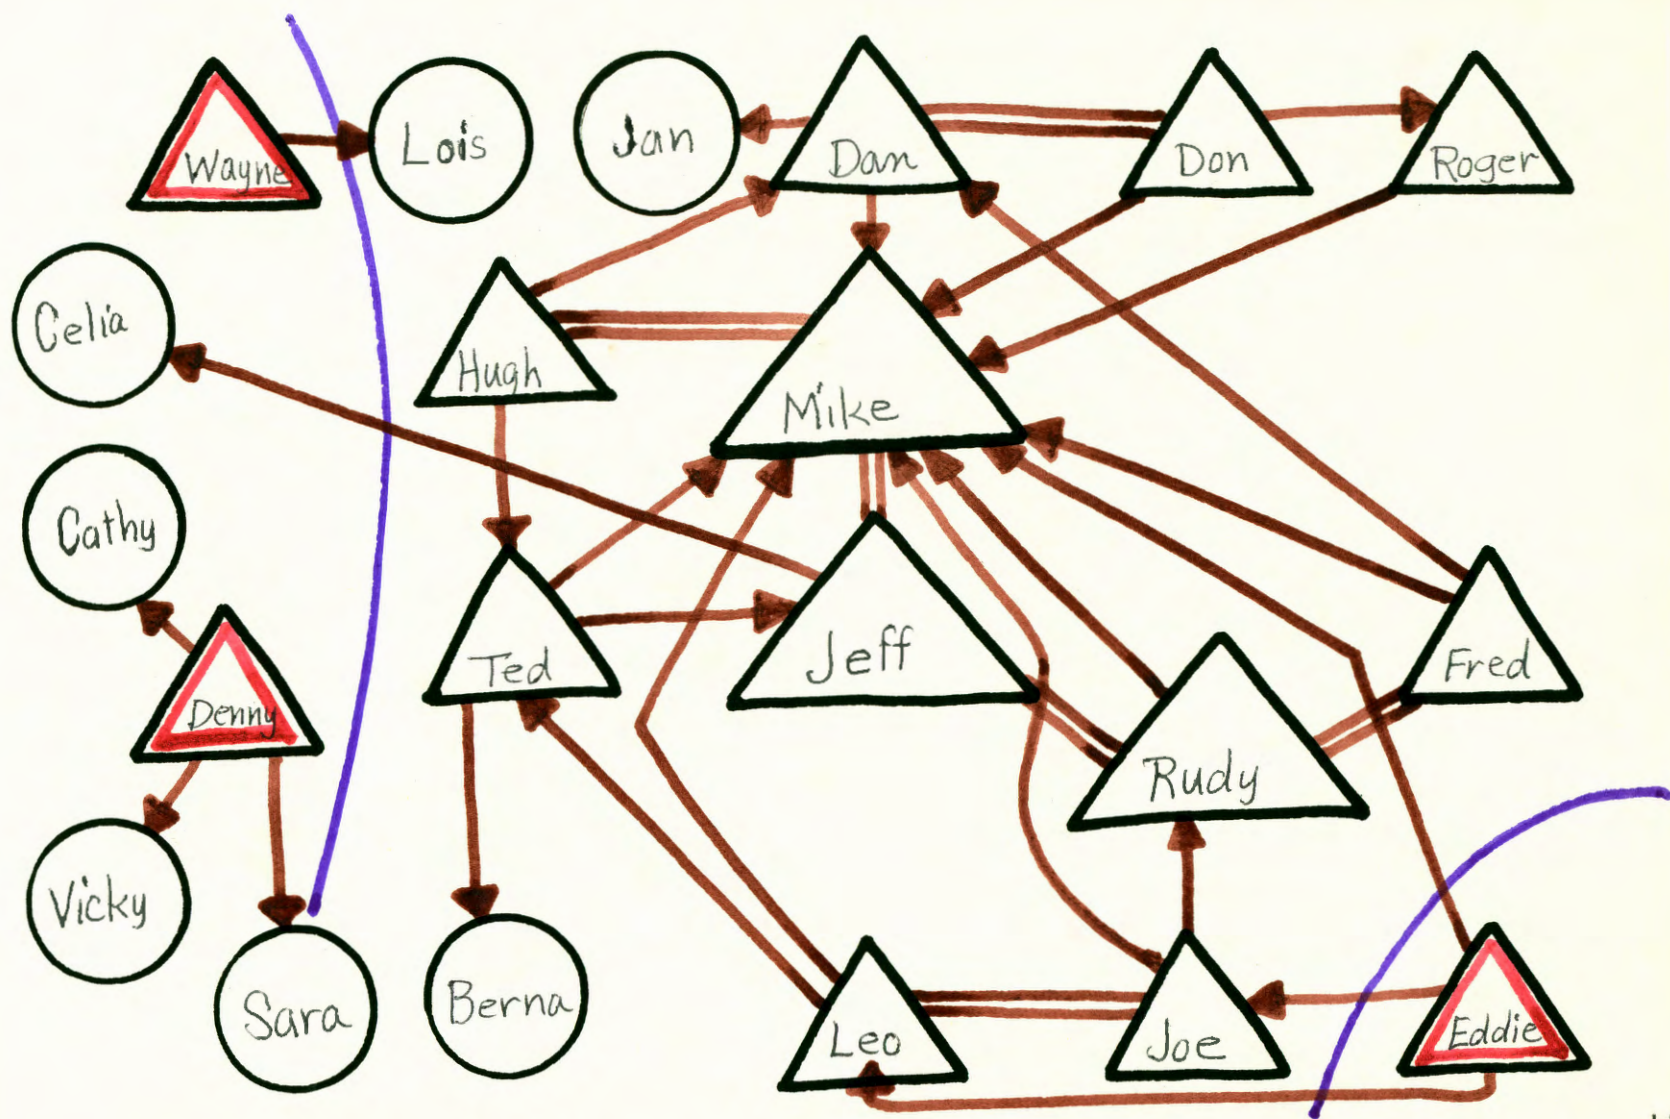 Wayne
Lois
Jan
Dan
Don
Roger
Celia
Hugh
Mike
Cathy
Denny
Ted
Jeff
Fred
Rudy
Vicky
Sara
Berna
Leo
Joe
Eddie